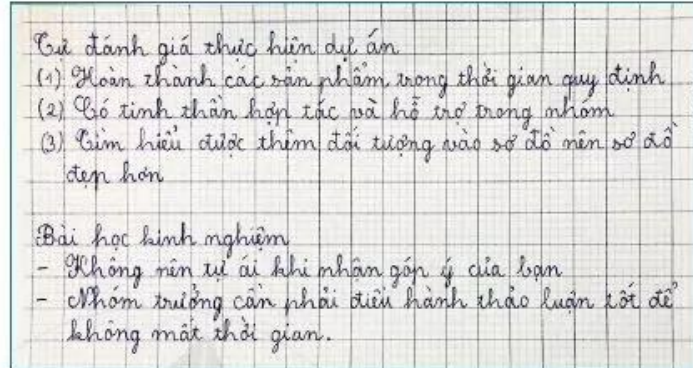 Tự đánh giá thực hiện dự án
(1) Hoàn thành các sản phẩm trong thời gian quy định
(2) Có tinh thần hợp tác và hỗ trợ trong nhóm
(3) Tìm hiểu được thêm đối tượng vào sơ đồ nên sơ đồ
đẹp hơn
Bài học kinh nghiệm
- Không nên tự ái khi nhận góp ý của bạn
- Nhóm trưởng cần phải điều hành thảo luận tốt để
không mất thời gian.